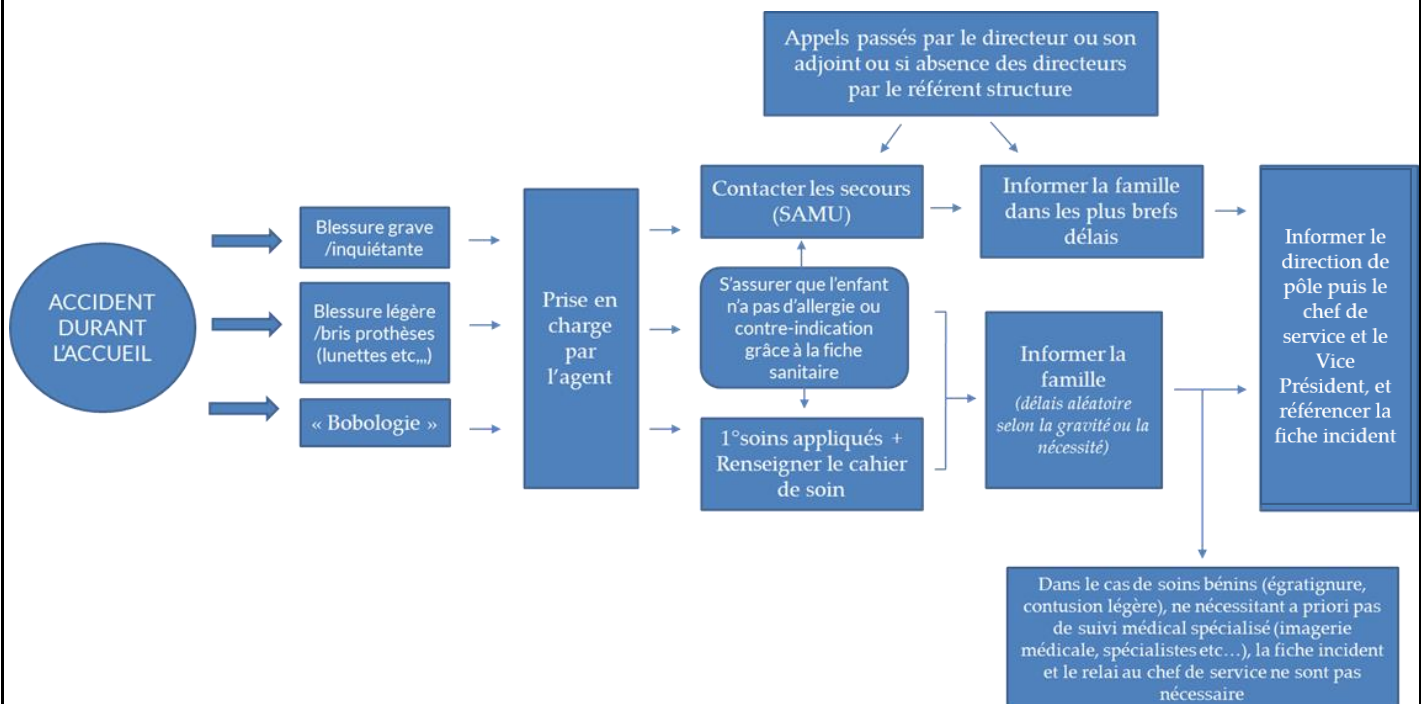 Appels passés par le directeur ou son
adjoint ou si absence des directeurs
par le référent structure
ACCIDENT
DURANT
L'ACCUEIL
Blessure grave
/inquiétante
Blessure légère
/bris prothèses
(lunettes etc,,,)
« Bobologie »
Prise en
charge
par
l'agent
Contacter les secours
(SAMU)
S'assurer que l'enfant
n'a pas d'allergie ou
contre-indication
grâce à la fiche
sanitaire
1°soins appliqués +
Renseigner le cahier
de soin
Informer la famille
dans les plus brefs
délais
Informer la
famille
(délais aléatoire
selon la gravité ou la
nécessité)
Informer le
direction de
pôle puis le
chef de
service et le
Vice
Président, et
référencer la
fiche incident
Dans le cas de soins bénins (égratignure,
contusion légère), ne nécessitant a priori pas
de suivi médical spécialisé (imagerie
médicale, spécialistes etc…), la fiche incident
et le relai au chef de service ne sont pas
nécessaire